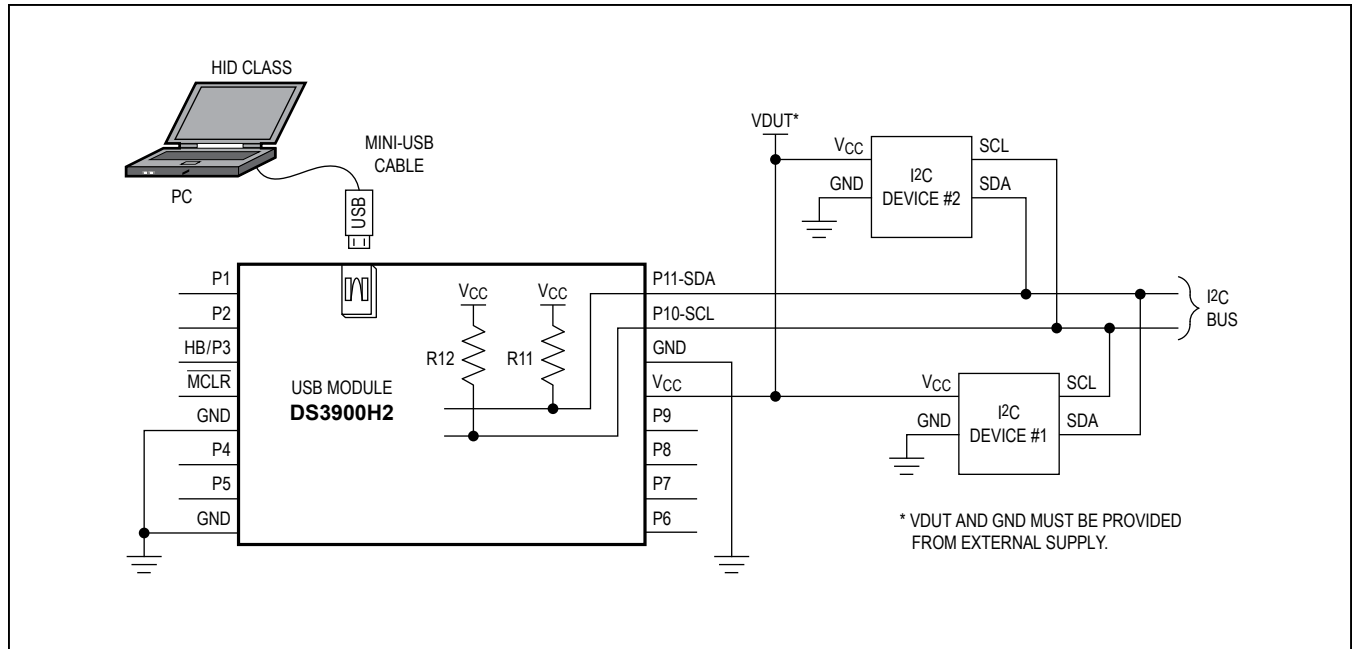 HID CLASS
MINI-USB
CABLE
PC
USB
VDUT*
VCC
SCL
GND
SDA
I2C
DEVICE #2
P1
P2
HB/P3
MCLR
GND
P4
P5
GND
VCC
VCC
R12
R11
USB MODULE
DS3900H2
P11-SDA
P10-SCL
GND
VCC
P9
P8
P7
P6
I2C
BUS
VCC
SCL
GND
SDA
I2C
DEVICE #1
* VDUT AND GND MUST BE PROVIDED
FROM EXTERNAL SUPPLY.